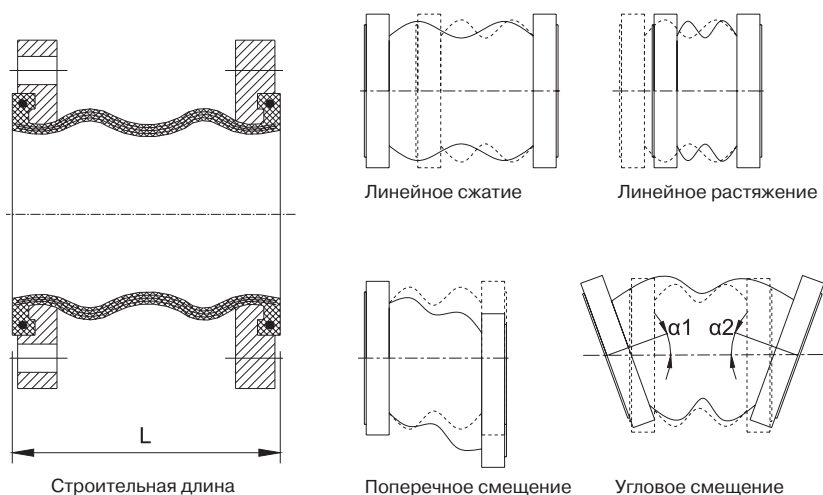 Линейное сжатие
Линейное растяжение
α1
α2
L
Строительная длина
Поперечное смещение
Угловое смещение